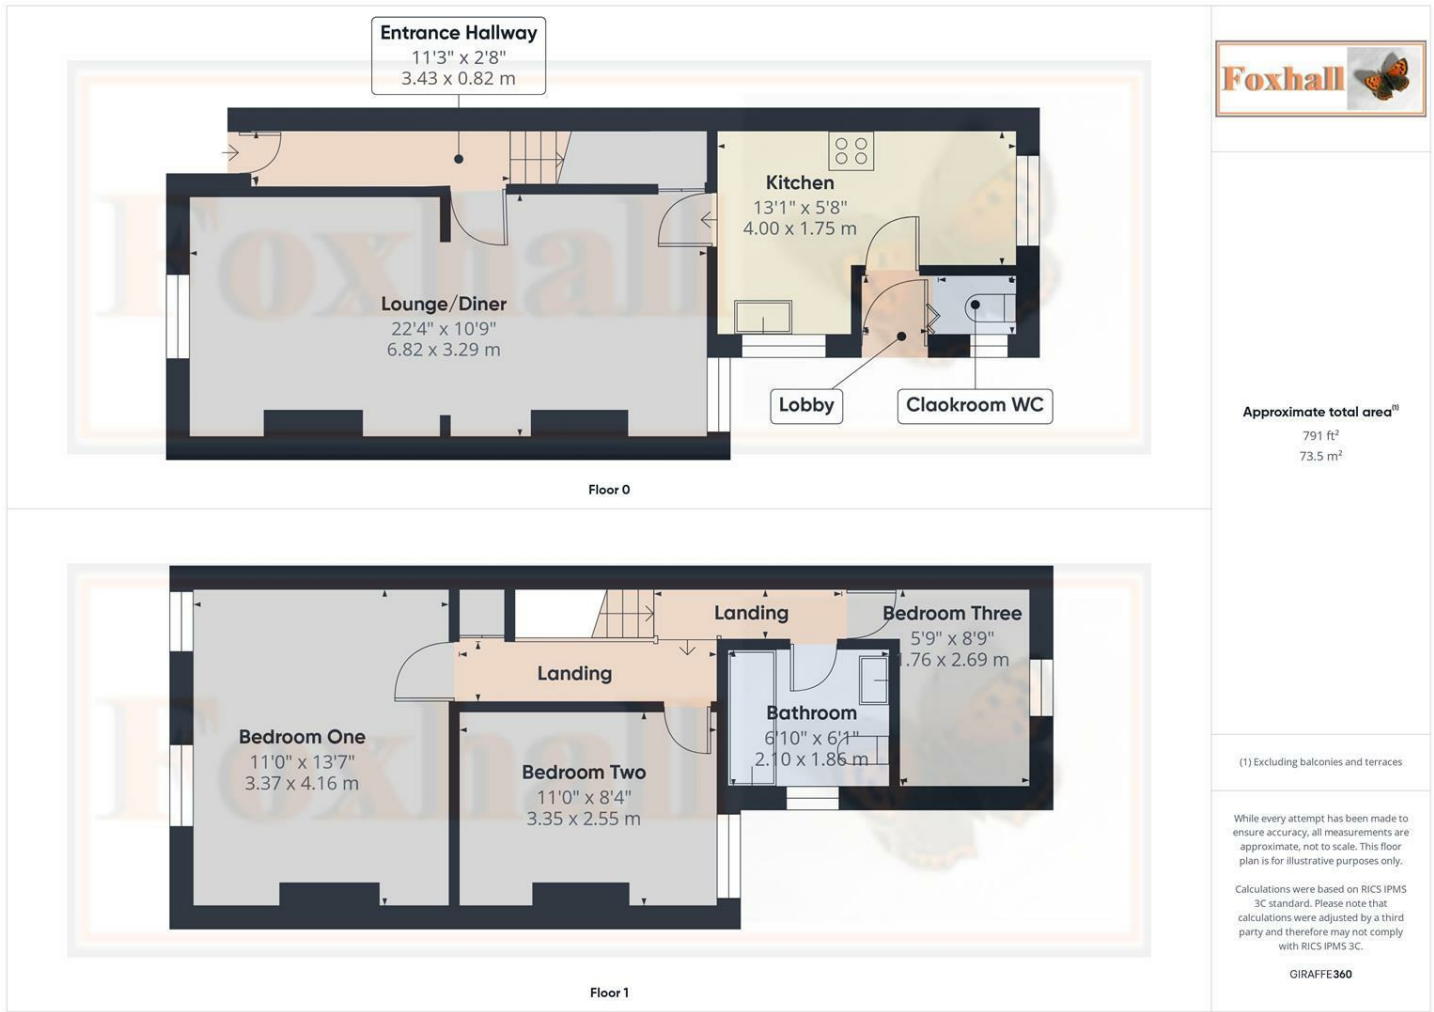 Entrance Hallway
11'3" x 2'8"
3.43 x 0.82 m
Kitchen
13'1" x 5'8"
4.00 x 1.75 m
Lounge/Diner
22'4" x 10'9"
6.82 x 3.29 m
Lobby
Claokroom WC
Foxhall
Floor 0
Landing
Bedroom Three
5'9" x 8'9"
1.76 x 2.69 m
Landing
Bathroom
6'10" x 6'1"
2.10 x 1.86 m
Bedroom One
11'0" x 13'7"
3.37 x 4.16 m
Bedroom Two
11'0" x 8'4"
3.35 x 2.55 m
Foxhall
Floor 1
Foxhall
Approximate total area(1)
791 ft²
73.5 m²
(1) Excluding balconies and terraces
While every attempt has been made to
ensure accuracy, all measurements are
approximate, not to scale. This floor
plan is for illustrative purposes only.
Calculations were based on RICS IPMS
3C standard. Please note that
calculations were adjusted by a third
party and therefore may not comply
with RICS IPMS 3C.
GIRAFFE360